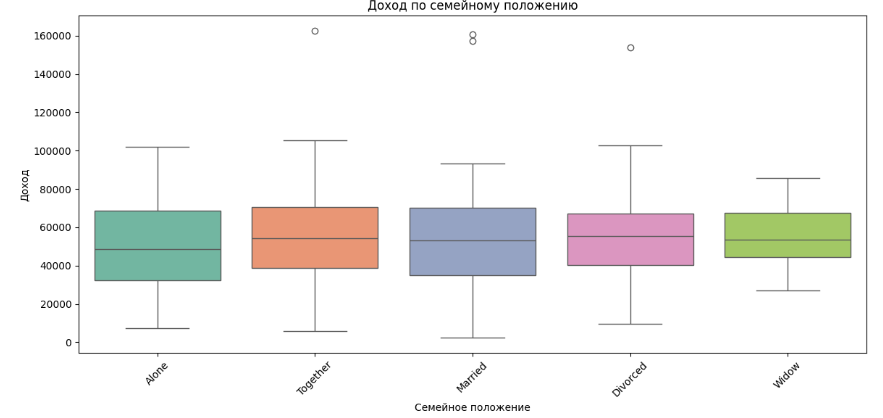 Доход по семейному положению
160000
140000
120000
100000
80000
60000
40000
20000
0
Доход
Alone
Together
Married
Divorced
Widow
Семейное положение